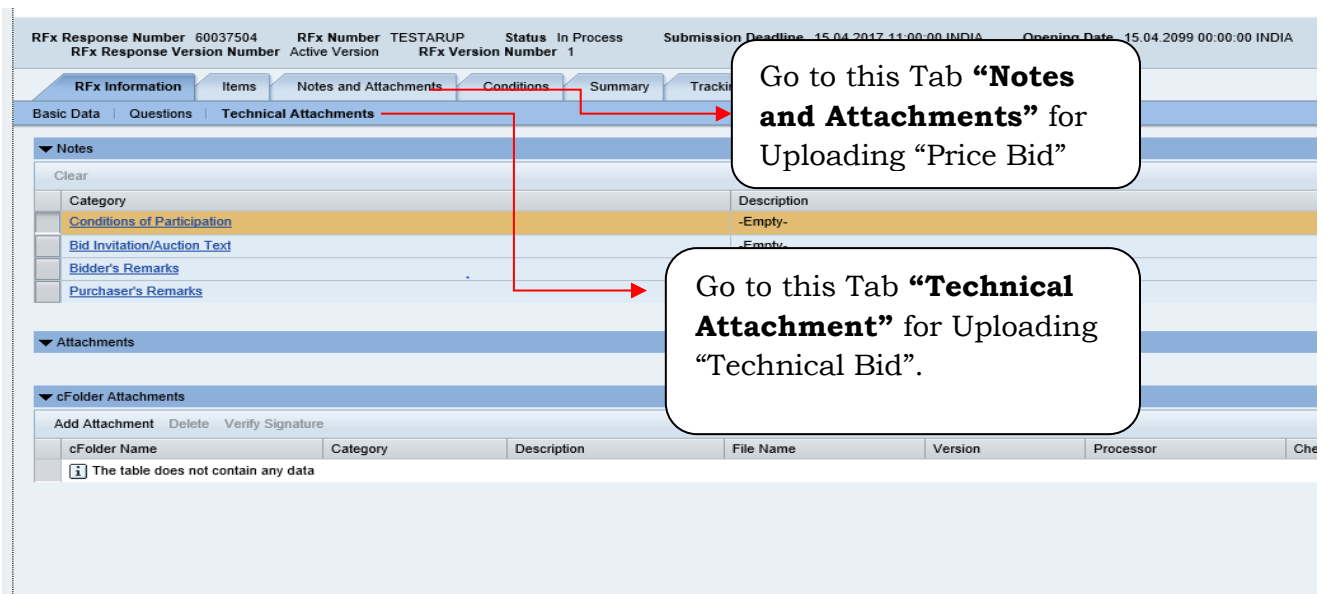 RFx Response Number 60037504 RFx Number TESTARUP Status In Process Submission Deadline 15.04.2017 11:00:00 INDIA Opening Date 15.04.2099 00:00:00 INDIA
RFx Response Version Number Active Version RFx Version Number 1
RFx Information Items Notes and Attachments Conditions Summary
Basic Data | Questions | Technical Attachments
Go to this Tab “Notes
and Attachments” for
Uploading “Price Bid”
Notes
Clear
Category Description
Conditions of Participation -Empty-
Bid Invitation/Auction Text -Empty-
Bidder's Remarks
Purchaser's Remarks
Go to this Tab “Technical
Attachment” for Uploading
“Technical Bid”.
Attachments
cFolder Attachments
Add Attachment Delete Verify Signature
cFolder Name Category Description File Name Version Processor
The table does not contain any data